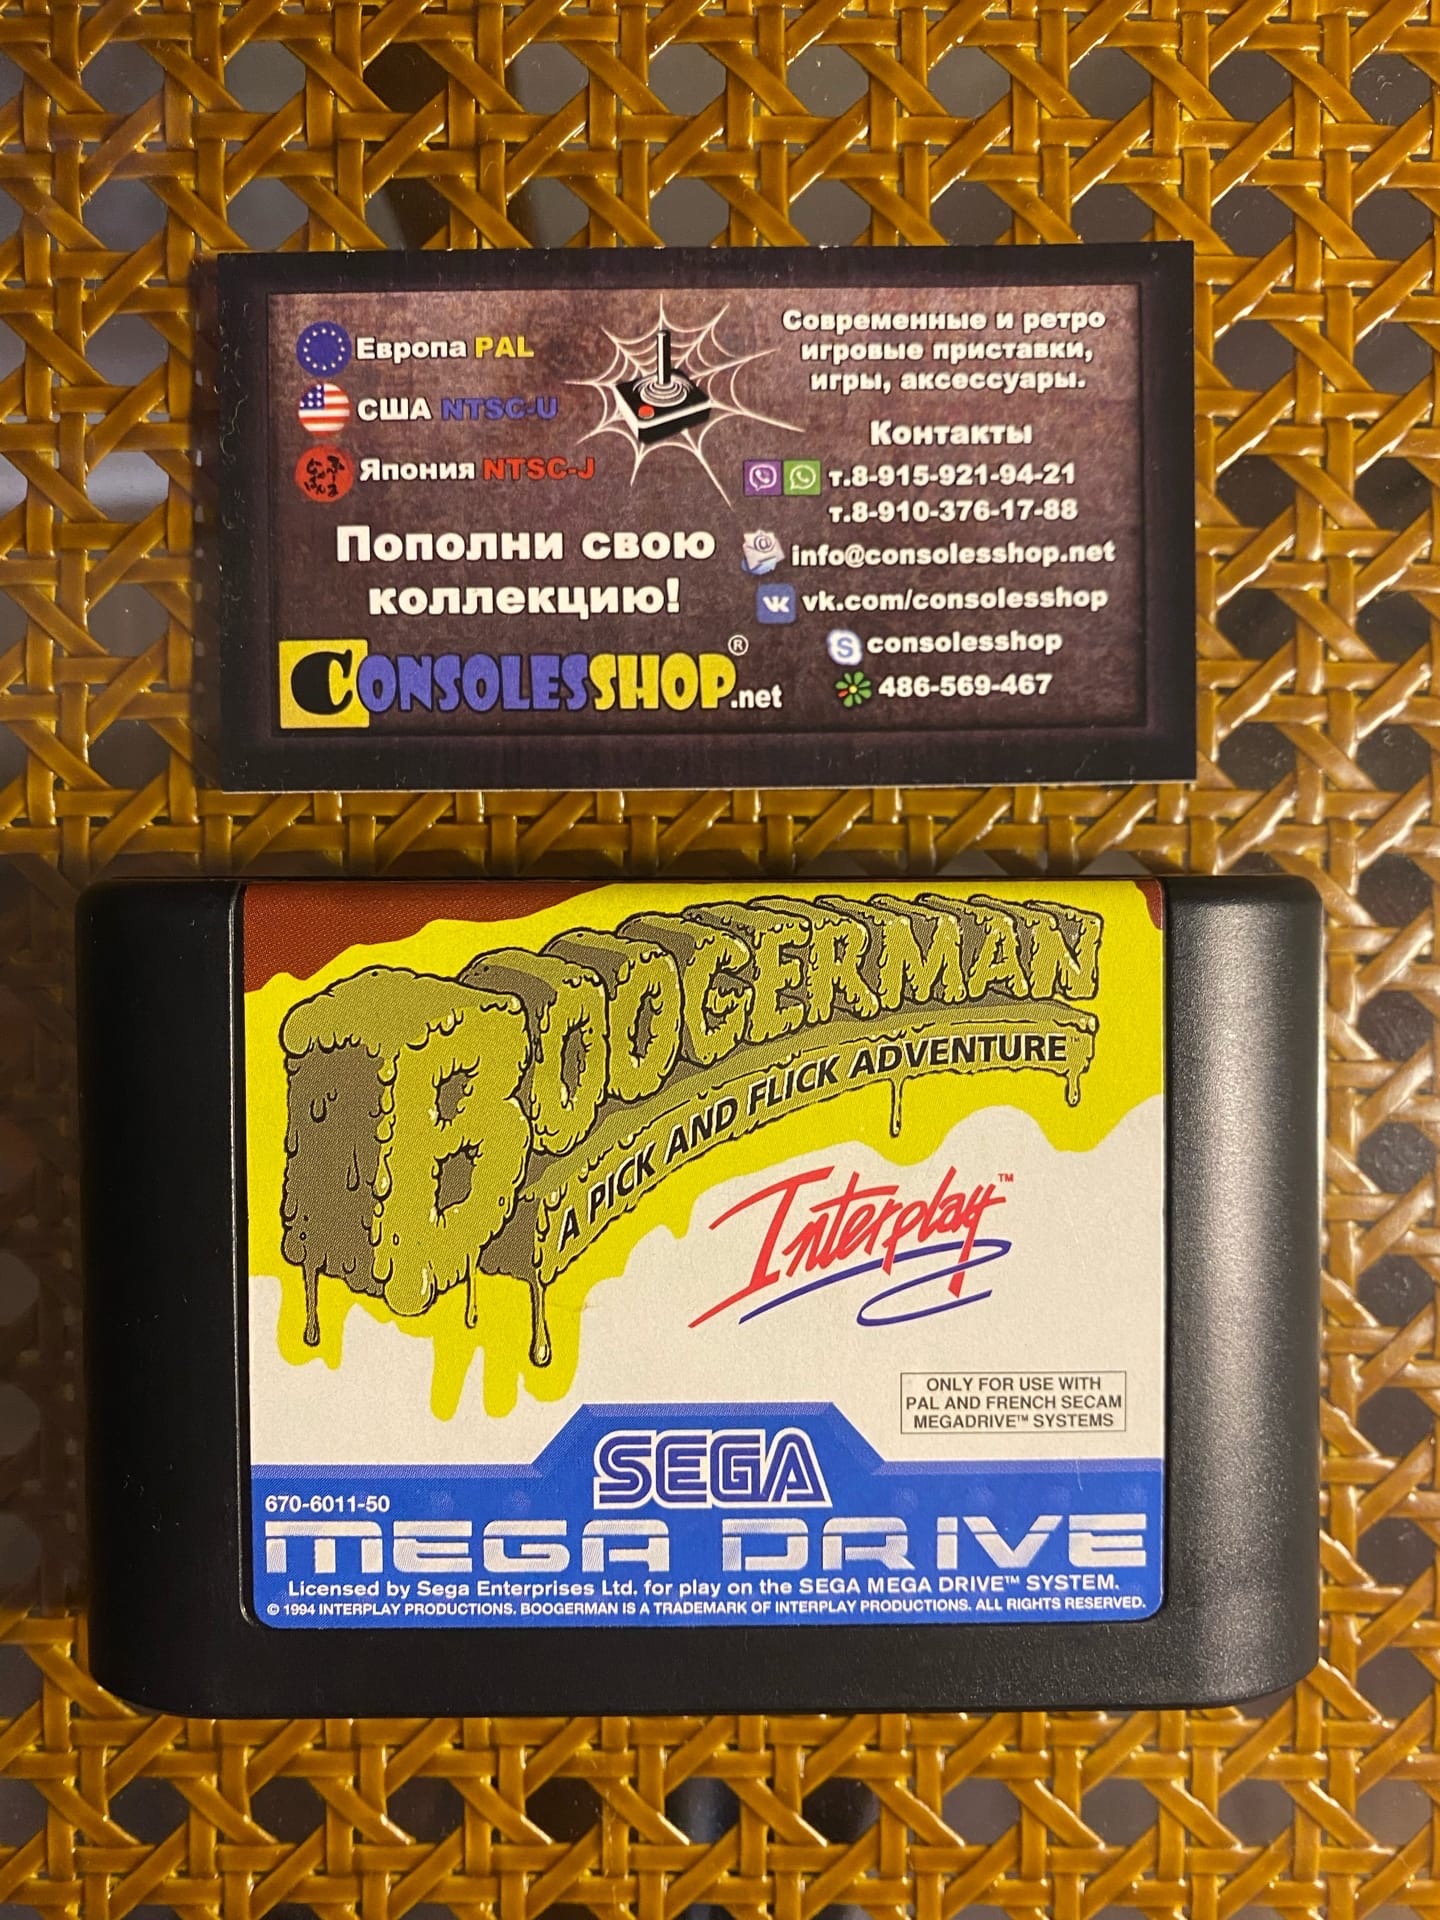 Европа PAL
США NTSC-U
Япония NTSC-J
Пополни свою
коллекцию!
CONSOLESSHOP®.net
Современные и ретро
игровые приставки,
игры, аксессуары.
Контакты
т.8-915-921-94-21
т.8-910-376-17-88
info@consolesshop.net
vk.com/consolesshop
consolesshop
486-569-467
BOOGERMAN
A PICK AND FLICK ADVENTURE™
Interplay™
ONLY FOR USE WITH
PAL AND FRENCH SECAM
MEGADRIVE™ SYSTEMS
SEGA
670-6011-50
MEGA DRIVE
Licensed by Sega Enterprises Ltd. for play on the SEGA MEGA DRIVE™ SYSTEM.
© 1994 INTERPLAY PRODUCTIONS. BOOGERMAN IS A TRADEMARK OF INTERPLAY PRODUCTIONS. ALL RIGHTS RESERVED.